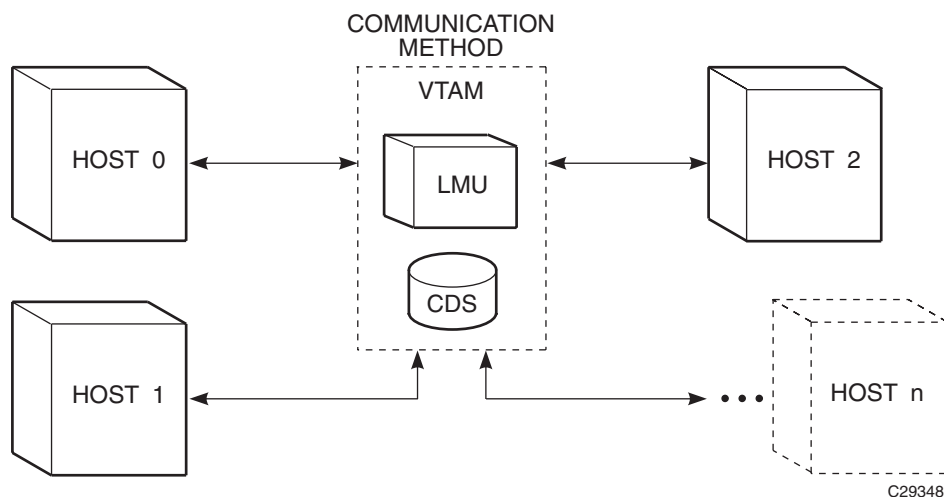 COMMUNICATION
METHOD
VTAM
HOST 0
LMU
HOST 2
CDS
HOST 1
HOST n
C29348